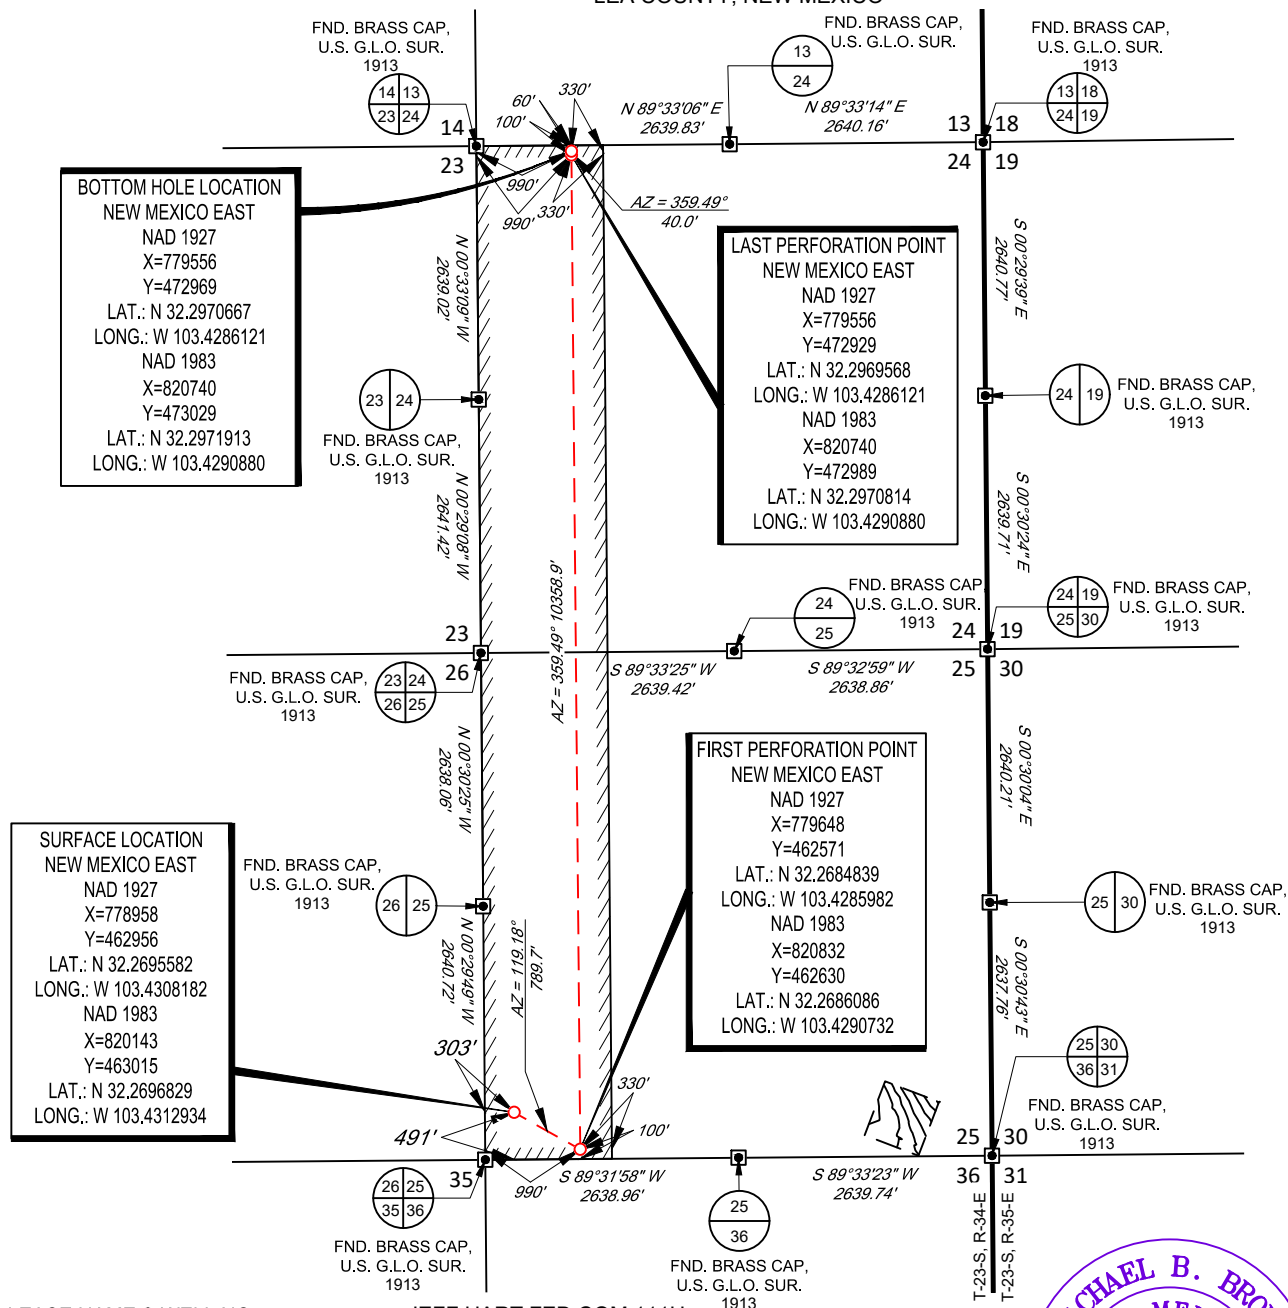 FND. BRASS CAP,
U.S. G.L.O. SUR.
1913
14 13
23 24
14
23
13
24
FND. BRASS CAP,
U.S. G.L.O. SUR.
FND. BRASS CAP,
U.S. G.L.O. SUR.
1913
13 18
24 19
13 18
24 19
60'
100'
330'
N 89°33'06" E
2639.83'
N 89°33'14" E
2640.16'
990'
990'
330'
AZ = 359.49°
40.0'
BOTTOM HOLE LOCATION
NEW MEXICO EAST
NAD 1927
X=779556
Y=472969
LAT.: N 32.2970667
LONG.: W 103.4286121
NAD 1983
X=820740
Y=473029
LAT.: N 32.2971913
LONG.: W 103.4290880
LAST PERFORATION POINT
NEW MEXICO EAST
NAD 1927
X=779556
Y=472929
LAT.: N 32.2969568
LONG.: W 103.4286121
NAD 1983
X=820740
Y=472989
LAT.: N 32.2970814
LONG.: W 103.4290880
N 00°33'09" W
2639.02'
S 00°29'39" E
2640.77'
23 24
FND. BRASS CAP,
U.S. G.L.O. SUR.
1913
24 19
FND. BRASS CAP,
U.S. G.L.O. SUR.
1913
N 00°29'08" W
2641.42'
S 00°30'24" E
2639.71'
23
26
FND. BRASS CAP,
U.S. G.L.O. SUR.
1913
23 24
26 25
AZ = 359.49° 10358.9'
24
25
FND. BRASS CAP,
U.S. G.L.O. SUR.
1913
24 19
25 30
24 19
25 30
FND. BRASS CAP,
U.S. G.L.O. SUR.
1913
S 89°33'25" W
2639.42'
S 89°32'59" W
2638.86'
N 00°30'25" W
2638.06'
S 00°30'04" E
2640.21'
FIRST PERFORATION POINT
NEW MEXICO EAST
NAD 1927
X=779648
Y=462571
LAT.: N 32.2684839
LONG.: W 103.4285982
NAD 1983
X=820832
Y=462630
LAT.: N 32.2686086
LONG.: W 103.4290732
SURFACE LOCATION
NEW MEXICO EAST
NAD 1927
X=778958
Y=462956
LAT.: N 32.2695582
LONG.: W 103.4308182
NAD 1983
X=820143
Y=463015
LAT.: N 32.2696829
LONG.: W 103.4312934
FND. BRASS CAP,
U.S. G.L.O. SUR.
1913
26 25
25 30
FND. BRASS CAP,
U.S. G.L.O. SUR.
1913
N 00°29'49" W
2640.72'
AZ = 119.18°
789.7'
S 00°30'43" E
2637.76'
303'
491'
330'
100'
990'
25 30
36 31
FND. BRASS CAP,
U.S. G.L.O. SUR.
1913
25 30
36 31
35
26 25
35 36
FND. BRASS CAP,
U.S. G.L.O. SUR.
1913
S 89°31'58" W
2638.96'
S 89°33'23" W
2639.74'
25
36
FND. BRASS CAP,
U.S. G.L.O. SUR.
1913
T-23-S, R-34-E
T-23-S, R-35-E
B.